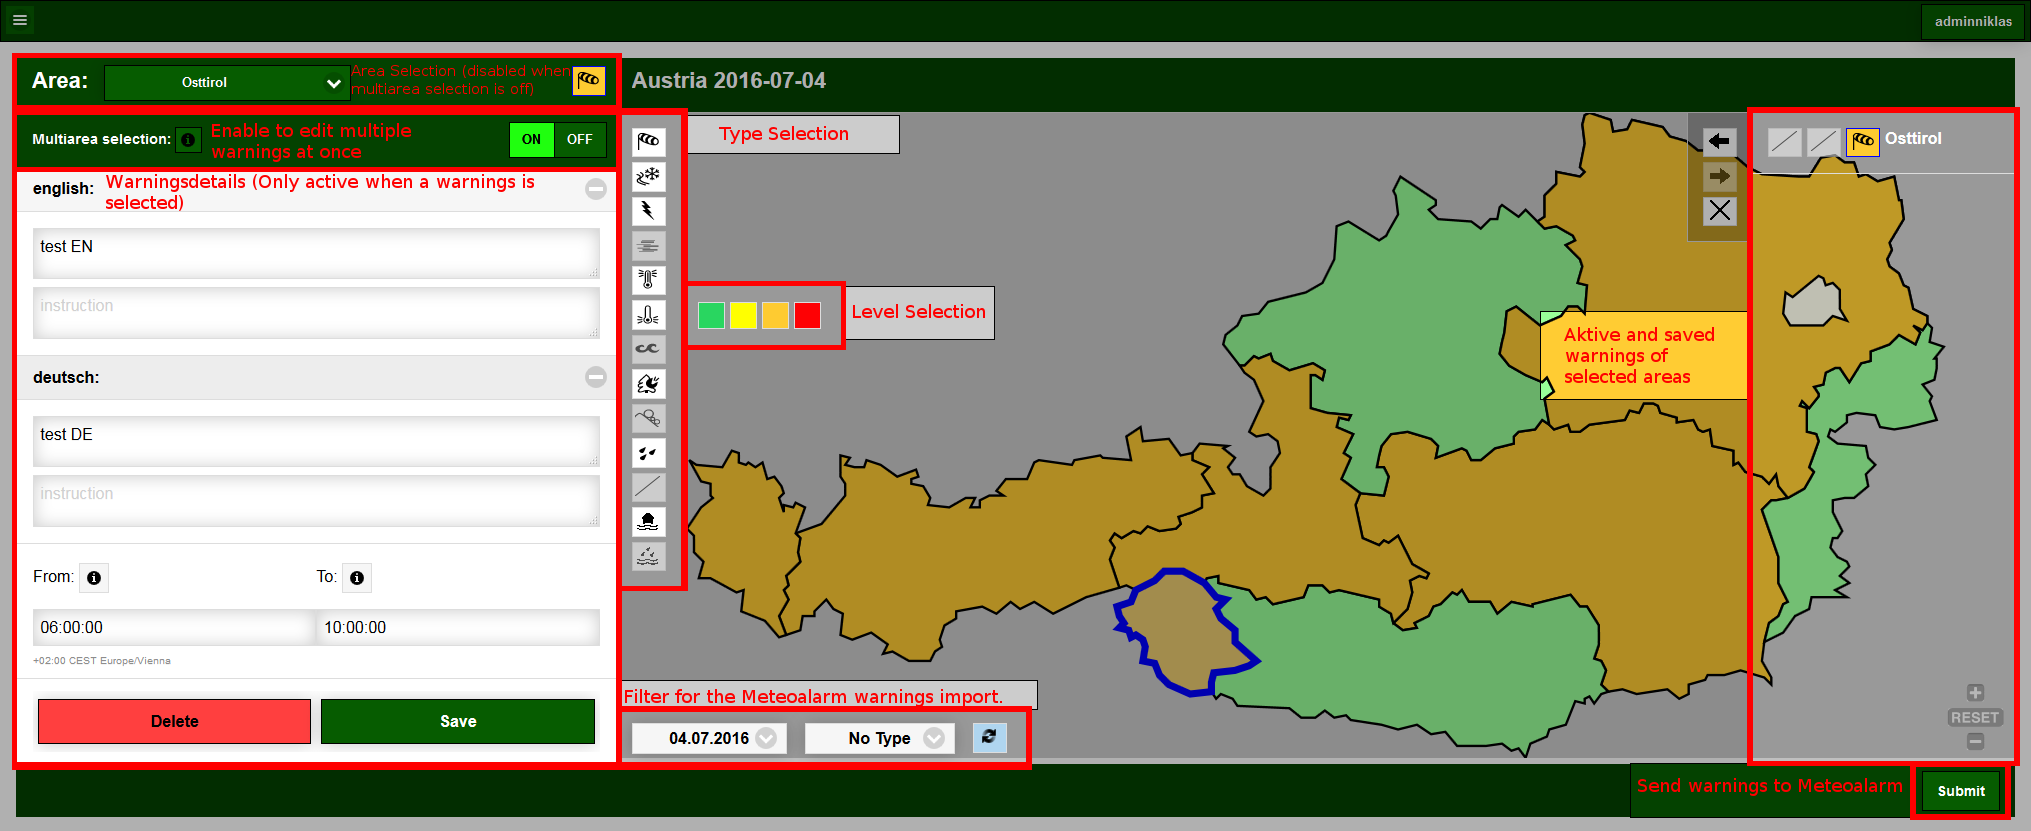 adminniklas
Area:
Osttirol
Area Selection (disabled when
multiarea selection is off)
Austria 2016-07-04
Multiarea selection:
Enable to edit multiple
warnings at once
ON
OFF
Type Selection
Osttirol
english:
Warningsdetails (Only active when a warnings is
selected)
test EN
instruction
Level Selection
Aktive and saved
warnings of
selected areas
deutsch:
test DE
instruction
From:
To:
06:00:00
10:00:00
+02:00 CEST Europe/Vienna
Delete
Save
Filter for the Meteoalarm warnings import.
04.07.2016
No Type
RESET
Send warnings to Meteoalarm
Submit